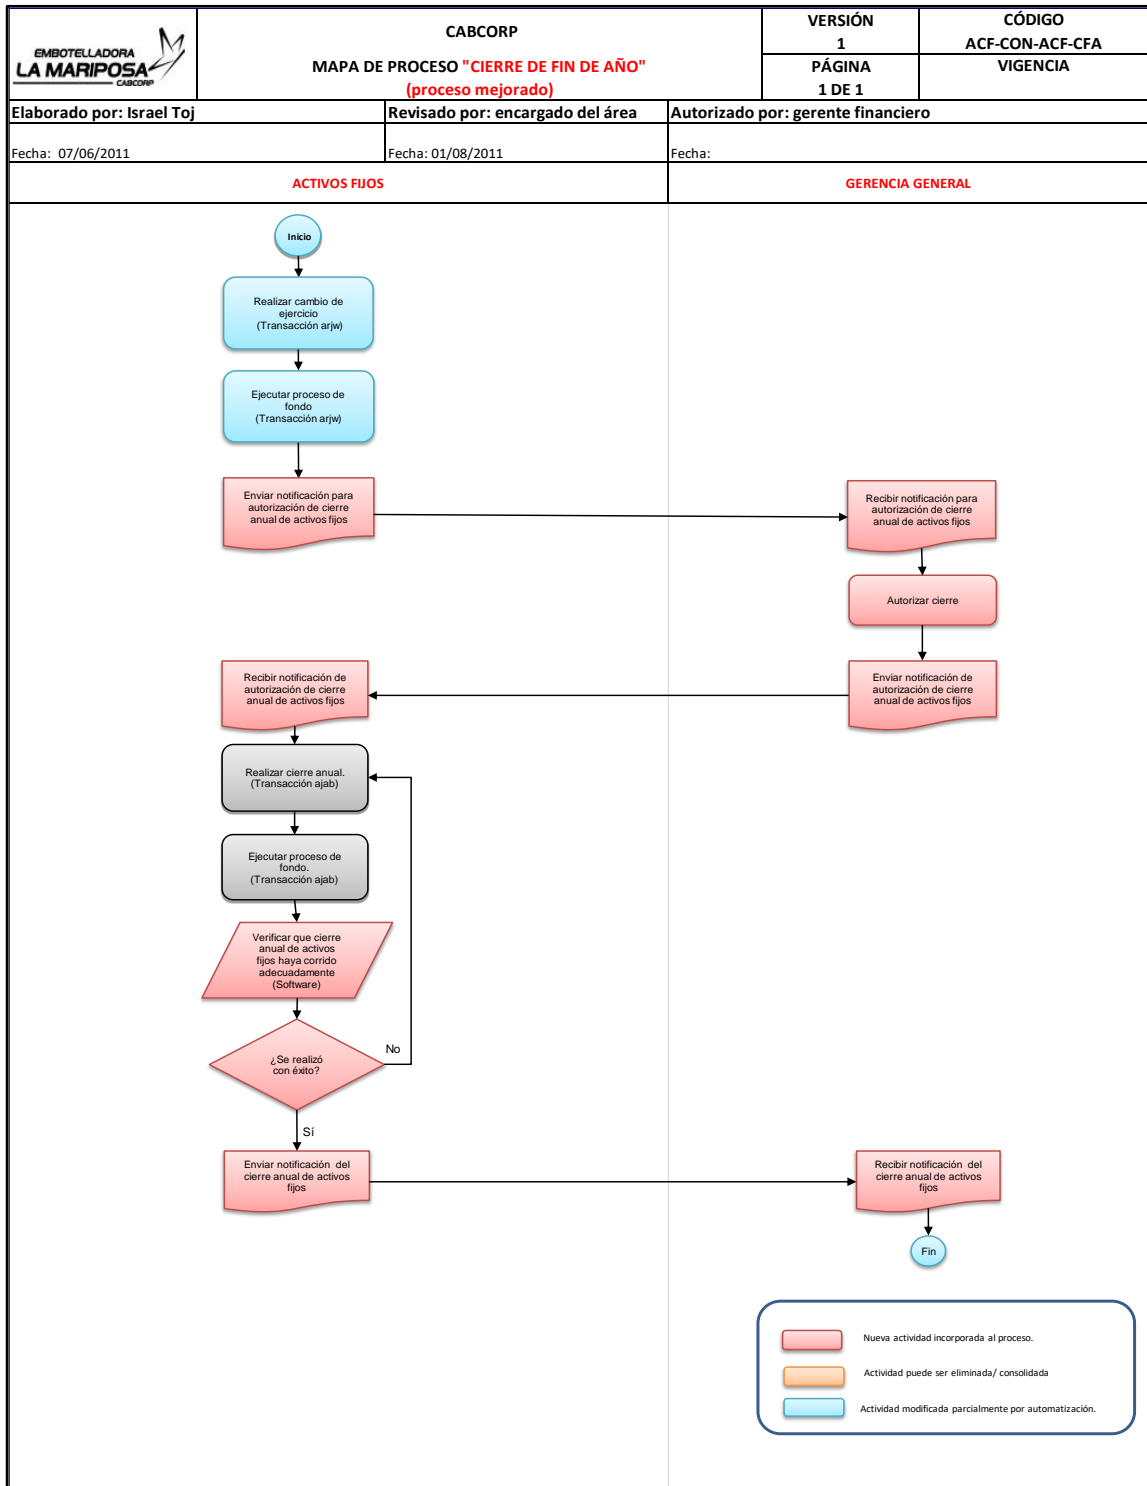 EMBOTELLADORA
LA MARIPOSA
CABCORP
CABCORP
MAPA DE PROCESO "CIERRE DE FIN DE AÑO"
(proceso mejorado)
VERSIÓN
1
PÁGINA
1 DE 1
CÓDIGO
ACF-CON-ACF-CFA
VIGENCIA
Elaborado por: Israel Toj
Revisado por: encargado del área
Autorizado por: gerente financiero
Fecha: 07/06/2011
Fecha: 01/08/2011
Fecha:
ACTIVOS FIJOS
GERENCIA GENERAL
Inicio
Realizar cambio de
ejercicio
(Transacción arjw)
Ejecutar proceso de
fondo
(Transacción arjw)
Enviar notificación para
autorización de cierre
anual de activos fijos
Recibir notificación para
autorización de cierre
anual de activos fijos
Autorizar cierre
Enviar notificación de
autorización de cierre
anual de activos fijos
Recibir notificación de
autorización de cierre
anual de activos fijos
Realizar cierre anual.
(Transacción ajab)
Ejecutar proceso de
fondo.
(Transacción ajab)
Verificar que cierre
anual de activos
fijos haya corrido
adecuadamente
(Software)
¿Se realizó
con éxito?
No
Sí
Enviar notificación del
cierre anual de activos
fijos
Recibir notificación del
cierre anual de activos
fijos
Fin
Nueva actividad incorporada al proceso.
Actividad puede ser eliminada/ consolidada
Actividad modificada parcialmente por automatización.